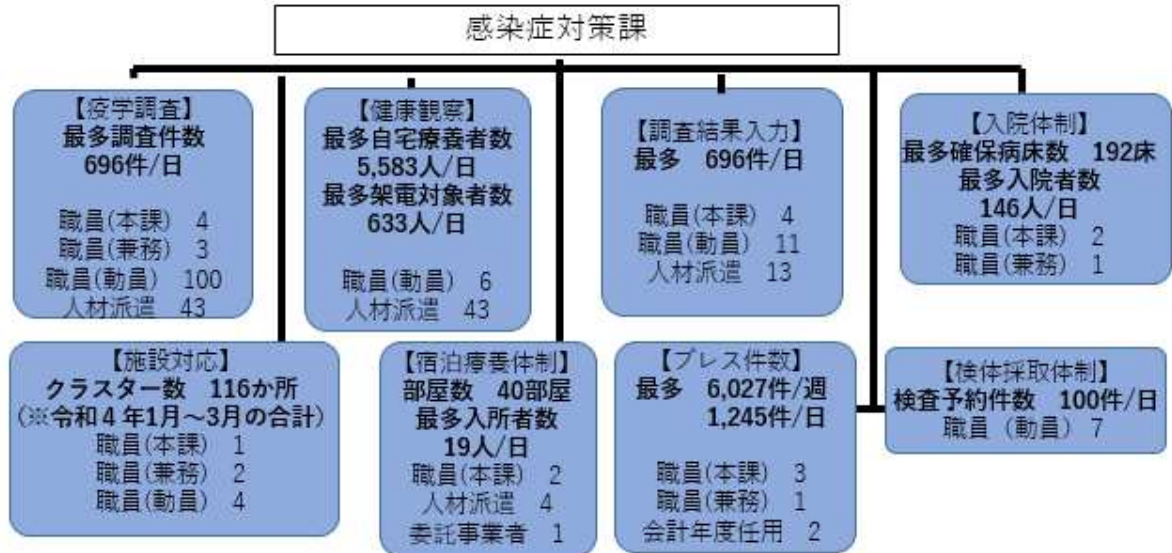 感染症対策課
【疫学調査】
最多調査件数
696件/日
職員(本課) 4
職員(兼務) 3
職員(動員) 100
人材派遣 43
【健康観察】
最多自宅療養者数
5,583人/日
最多架電対象者数
633人/日
職員(動員) 6
人材派遣 43
【調査結果入力】
最多 696件/日
職員(本課) 4
職員(動員) 11
人材派遣 13
【入院体制】
最多確保病床数 192床
最多入院者数
146人/日
職員(本課) 2
職員(兼務) 1
【施設対応】
クラスター数 116か所
(※令和4年1月～3月の合計)
職員(本課) 1
職員(兼務) 2
職員(動員) 4
【宿泊療養体制】
部屋数 40部屋
最多入所者数
19人/日
職員(本課) 2
人材派遣 4
委託事業者 1
【プレス件数】
最多 6,027件/週
1,245件/日
職員(本課) 3
職員(兼務) 1
会計年度任用 2
【検体採取体制】
検査予約件数 100件/日
職員（動員）7